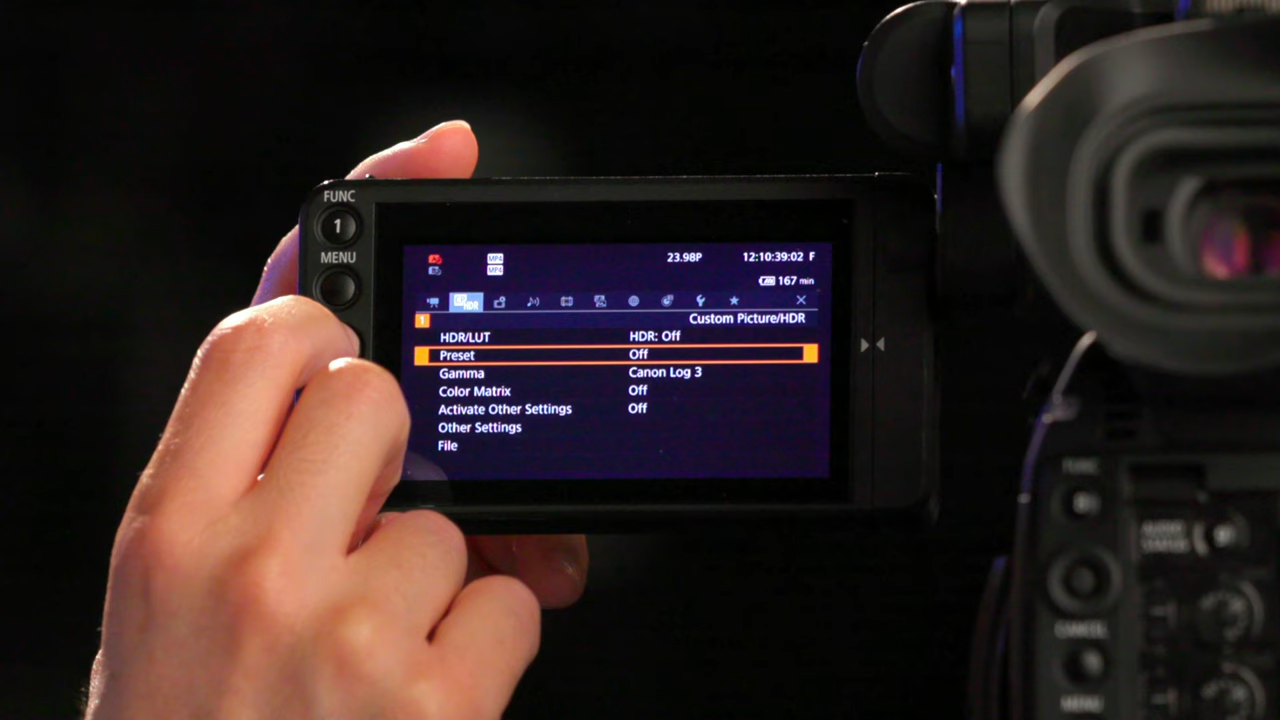 FUNC
1
MENU
MP4
MP4
23.98P
12:10:39:02 F
167 min
HDR
1
Custom Picture/HDR
HDR/LUT HDR: Off
Preset Off
Gamma Canon Log 3
Color Matrix Off
Activate Other Settings Off
Other Settings
File
FUNC
AUDIO
STATUS
CANCEL
MENU